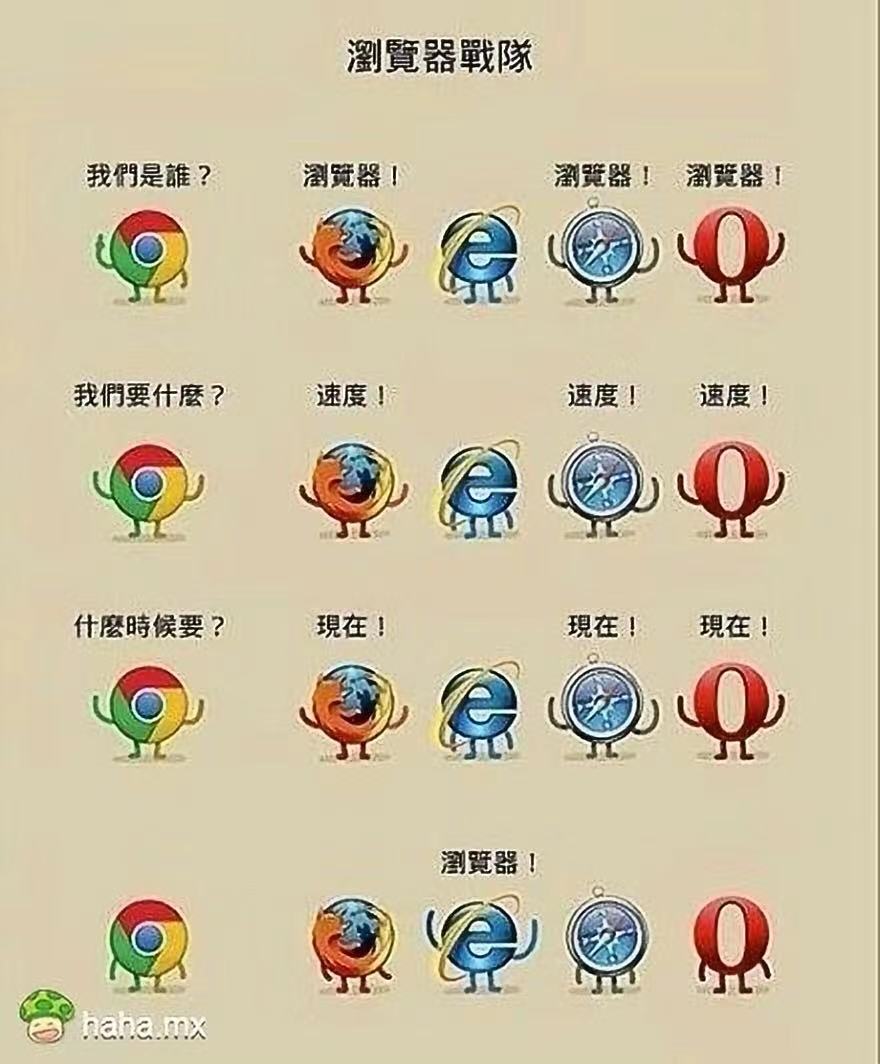 瀏覽器戰隊
我們是誰？ 瀏覽器！ 瀏覽器！ 瀏覽器！
我們要什麼？ 速度！ 速度！ 速度！
什麼時候要？ 現在！ 現在！ 現在！
瀏覽器！
haha.mx